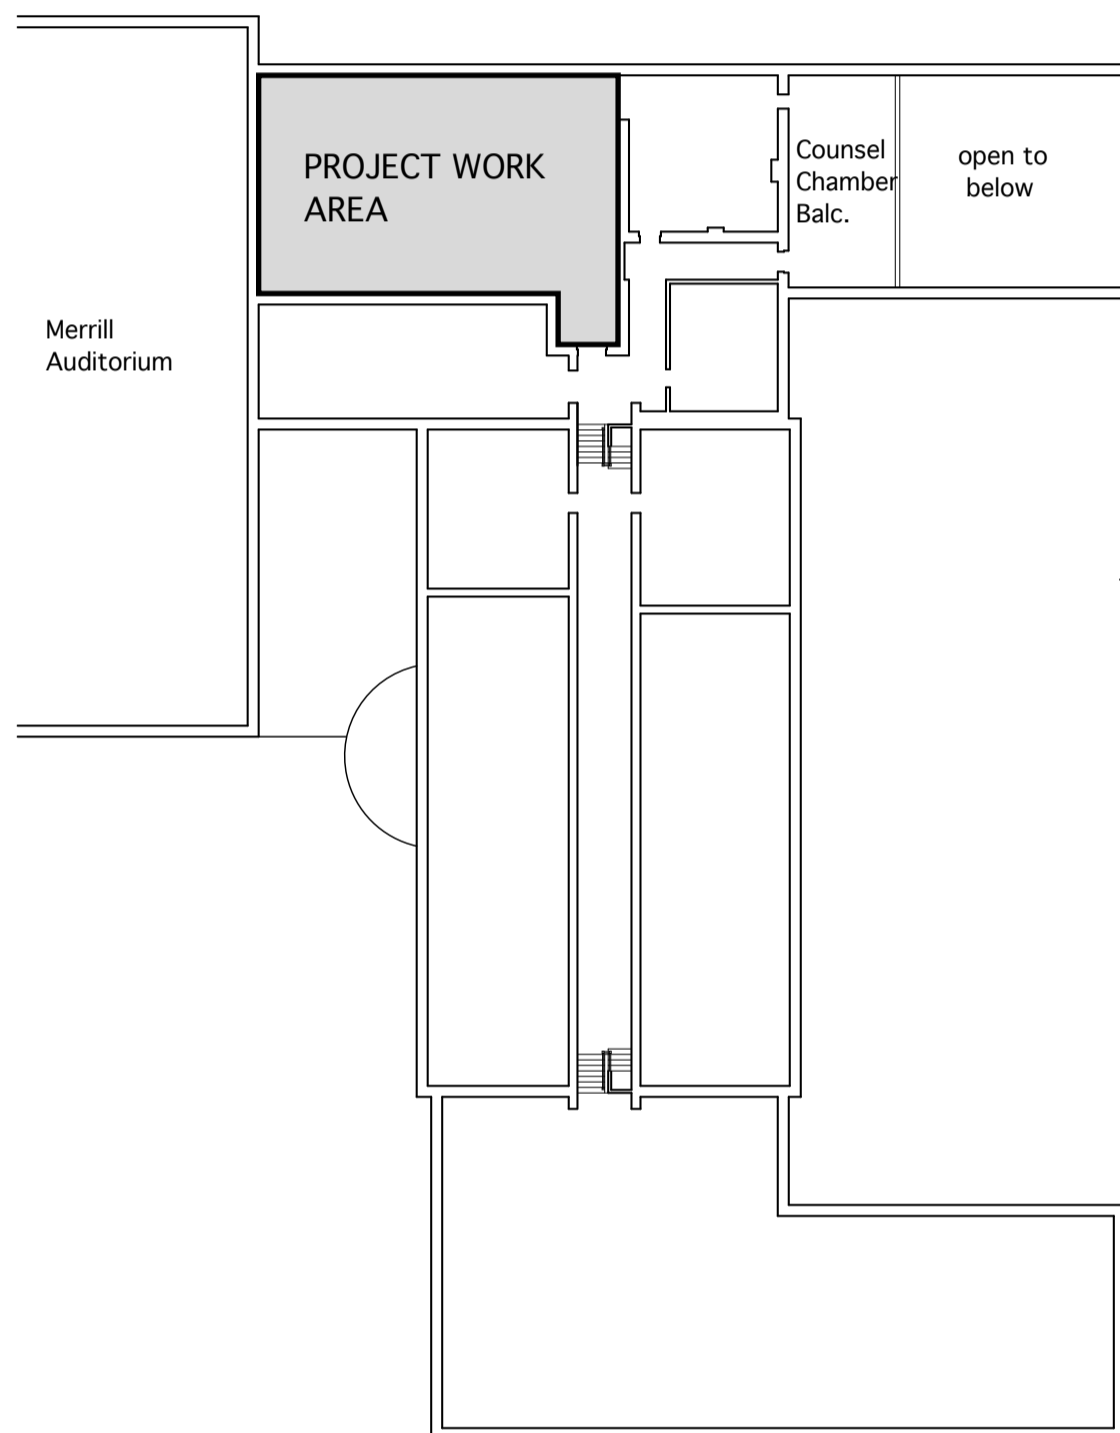 PROJECT WORK
AREA
Counsel
Chamber
Balc.
open to
below
Merrill
Auditorium